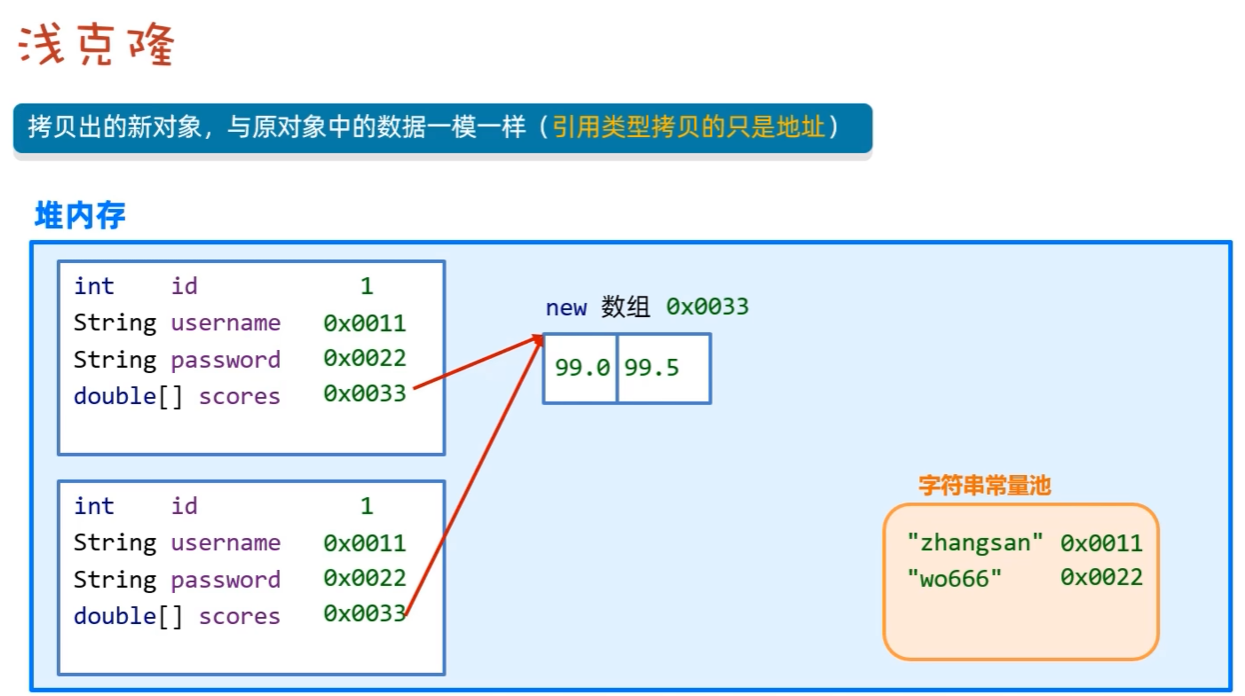 浅克隆
拷贝出的新对象，与原对象中的数据一模一样（引用类型拷贝的只是地址）
堆内存
int id 1
String username 0x0011
String password 0x0022
double[] scores 0x0033
new 数组 0x0033
99.0 99.5
int id 1
String username 0x0011
String password 0x0022
double[] scores 0x0033
字符串常量池
"zhangsan" 0x0011
"wo666" 0x0022